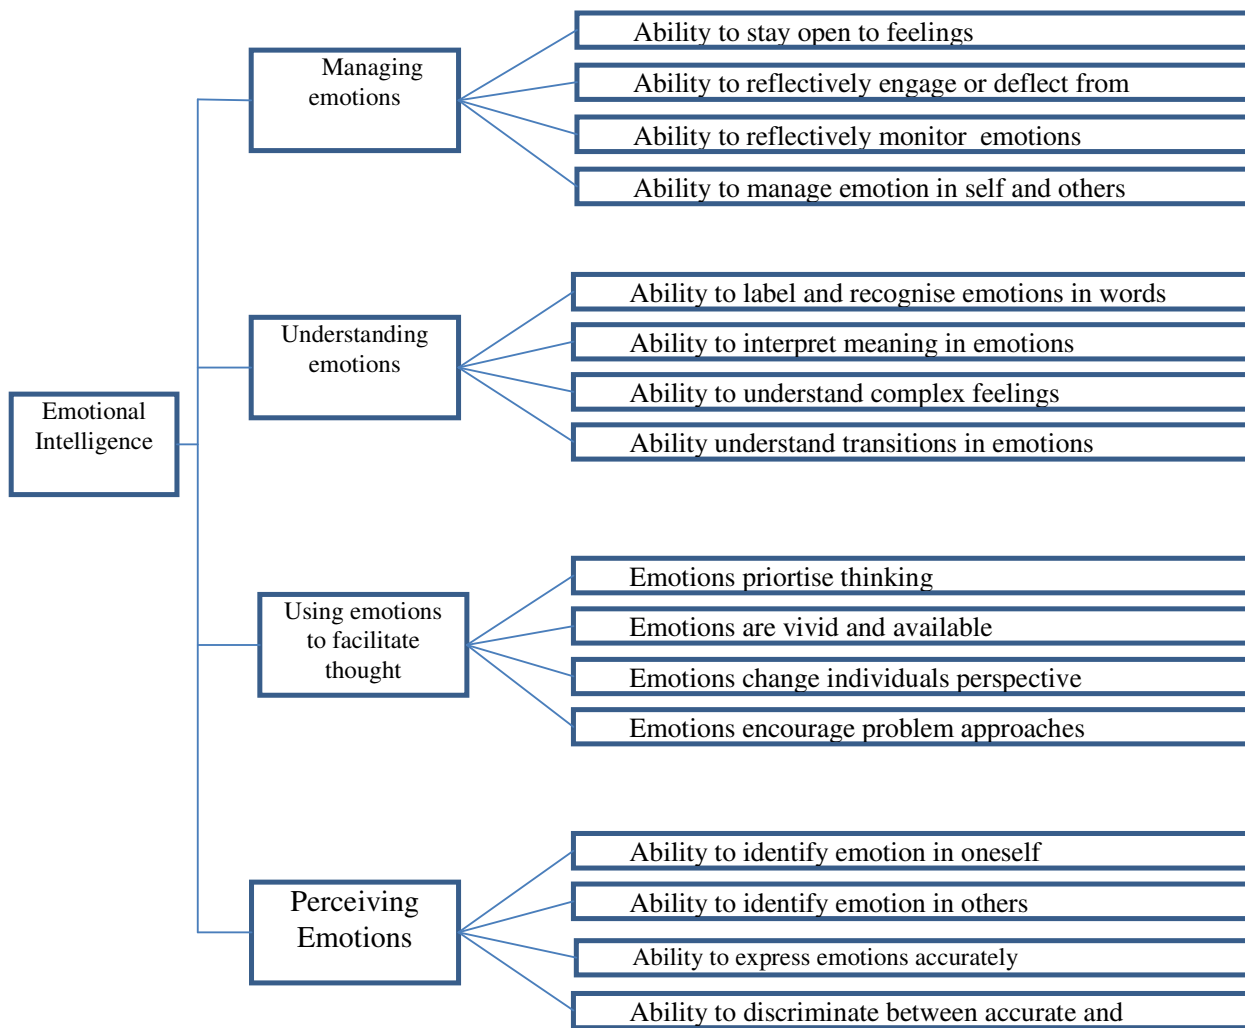 Emotional
Intelligence
Managing
emotions
Ability to stay open to feelings
Ability to reflectively engage or deflect from
Ability to reflectively monitor emotions
Ability to manage emotion in self and others
Understanding
emotions
Ability to label and recognise emotions in words
Ability to interpret meaning in emotions
Ability to understand complex feelings
Ability understand transitions in emotions
Using emotions
to facilitate
thought
Emotions priortise thinking
Emotions are vivid and available
Emotions change individuals perspective
Emotions encourage problem approaches
Perceiving
Emotions
Ability to identify emotion in oneself
Ability to identify emotion in others
Ability to express emotions accurately
Ability to discriminate between accurate and